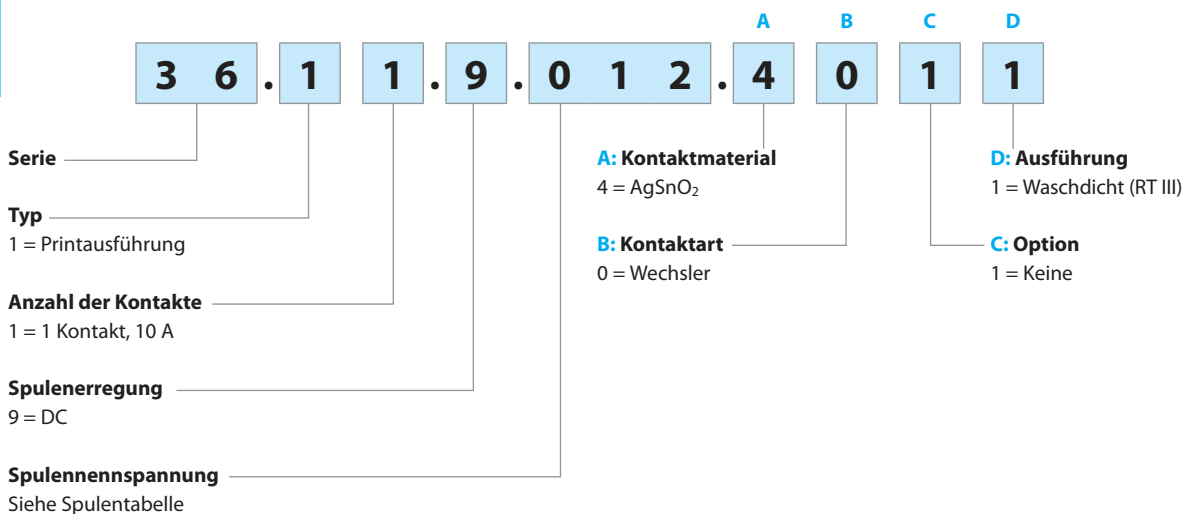 A B C D
3 6 . 1 1 . 9 . 0 1 2 . 4 0 1 1
Serie
Typ
1 = Printausführung
Anzahl der Kontakte
1 = 1 Kontakt, 10 A
Spulenerregung
9 = DC
Spulennennspannung
Siehe Spulentabelle
A: Kontaktmaterial
4 = AgSnO₂
B: Kontaktart
0 = Wechsler
D: Ausführung
1 = Waschdicht (RT III)
C: Option
1 = Keine